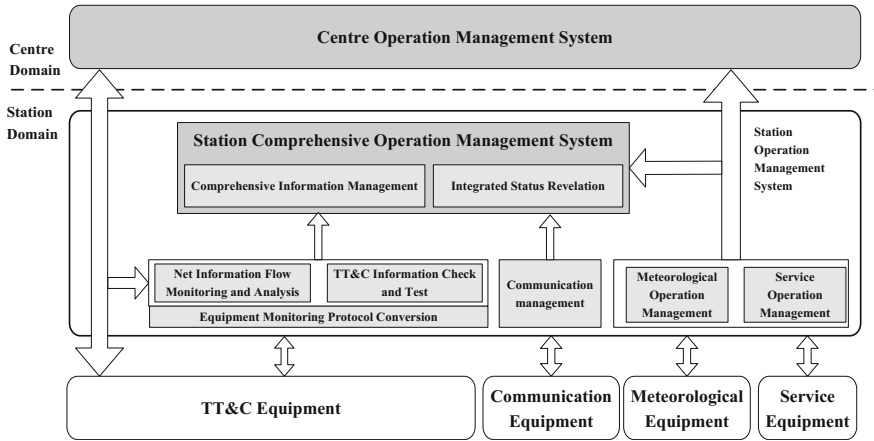 Centre Operation Management System
Centre
Domain
Station
Domain
Station Comprehensive Operation Management System
Comprehensive Information Management
Integrated Status Revelation
Station
Operation
Management
System
Net Information Flow
Monitoring and Analysis
TT&C Information Check
and Test
Equipment Monitoring Protocol Conversion
Communication
management
Meteorological
Operation
Management
Service
Operation
Management
TT&C Equipment
Communication
Equipment
Meteorological
Equipment
Service
Equipment